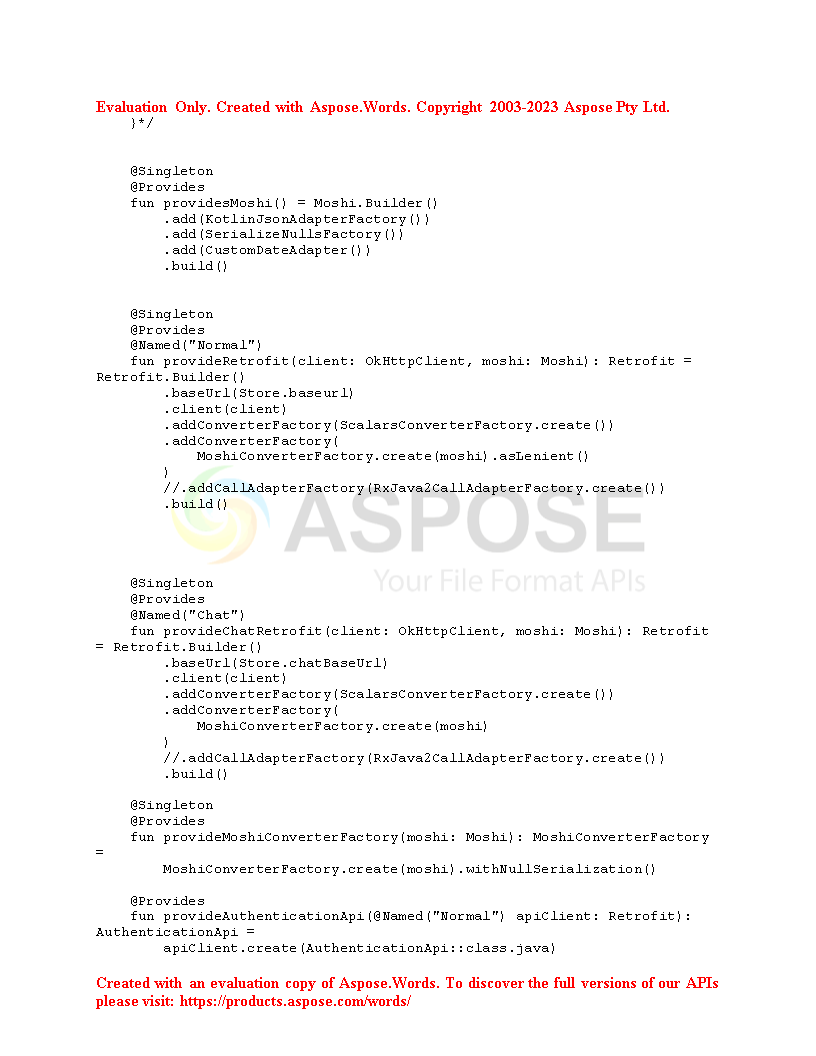 Evaluation Only. Created with Aspose.Words. Copyright 2003-2023 Aspose Pty Ltd.
    }*/
    @Singleton
    @Provides
    fun providesMoshi() = Moshi.Builder()
        .add(KotlinJsonAdapterFactory())
        .add(SerializeNullsFactory())
        .add(CustomDateAdapter())
        .build()
    @Singleton
    @Provides
    @Named("Normal")
    fun provideRetrofit(client: OkHttpClient, moshi: Moshi): Retrofit =
Retrofit.Builder()
        .baseUrl(Store.baseurl)
        .client(client)
        .addConverterFactory(ScalarsConverterFactory.create())
        .addConverterFactory(
            MoshiConverterFactory.create(moshi).asLenient()
        )
        //.addCallAdapterFactory(RxJava2CallAdapterFactory.create())
        .build()
ASPOSE
Your File Format APIs
    @Singleton
    @Provides
    @Named("Chat")
    fun provideChatRetrofit(client: OkHttpClient, moshi: Moshi): Retrofit
= Retrofit.Builder()
        .baseUrl(Store.chatBaseUrl)
        .client(client)
        .addConverterFactory(ScalarsConverterFactory.create())
        .addConverterFactory(
            MoshiConverterFactory.create(moshi)
        )
        //.addCallAdapterFactory(RxJava2CallAdapterFactory.create())
        .build()
    @Singleton
    @Provides
    fun provideMoshiConverterFactory(moshi: Moshi): MoshiConverterFactory
=
        MoshiConverterFactory.create(moshi).withNullSerialization()
    @Provides
    fun provideAuthenticationApi(@Named("Normal") apiClient: Retrofit):
AuthenticationApi =
        apiClient.create(AuthenticationApi::class.java)
Created with an evaluation copy of Aspose.Words. To discover the full versions of our APIs
please visit: https://products.aspose.com/words/